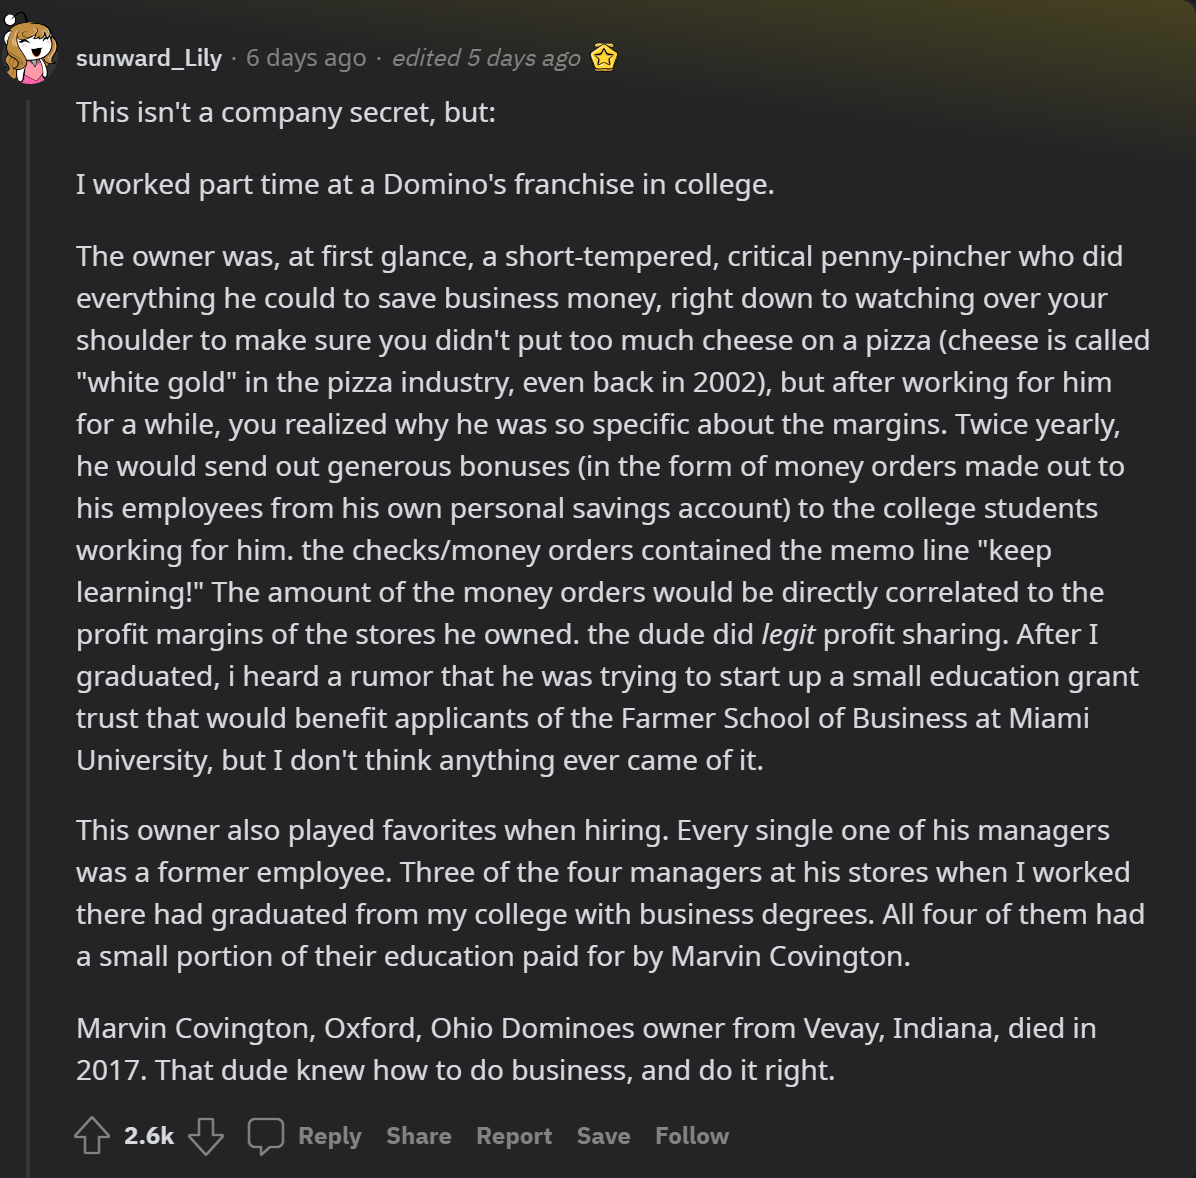 sunward_Lily · 6 days ago · edited 5 days ago
This isn't a company secret, but:
I worked part time at a Domino's franchise in college.
The owner was, at first glance, a short-tempered, critical penny-pincher who did
everything he could to save business money, right down to watching over your
shoulder to make sure you didn't put too much cheese on a pizza (cheese is called
"white gold" in the pizza industry, even back in 2002), but after working for him
for a while, you realized why he was so specific about the margins. Twice yearly,
he would send out generous bonuses (in the form of money orders made out to
his employees from his own personal savings account) to the college students
working for him. the checks/money orders contained the memo line "keep
learning!" The amount of the money orders would be directly correlated to the
profit margins of the stores he owned. the dude did legit profit sharing. After I
graduated, i heard a rumor that he was trying to start up a small education grant
trust that would benefit applicants of the Farmer School of Business at Miami
University, but I don't think anything ever came of it.
This owner also played favorites when hiring. Every single one of his managers
was a former employee. Three of the four managers at his stores when I worked
there had graduated from my college with business degrees. All four of them had
a small portion of their education paid for by Marvin Covington.
Marvin Covington, Oxford, Ohio Dominoes owner from Vevay, Indiana, died in
2017. That dude knew how to do business, and do it right.
2.6k Reply Share Report Save Follow